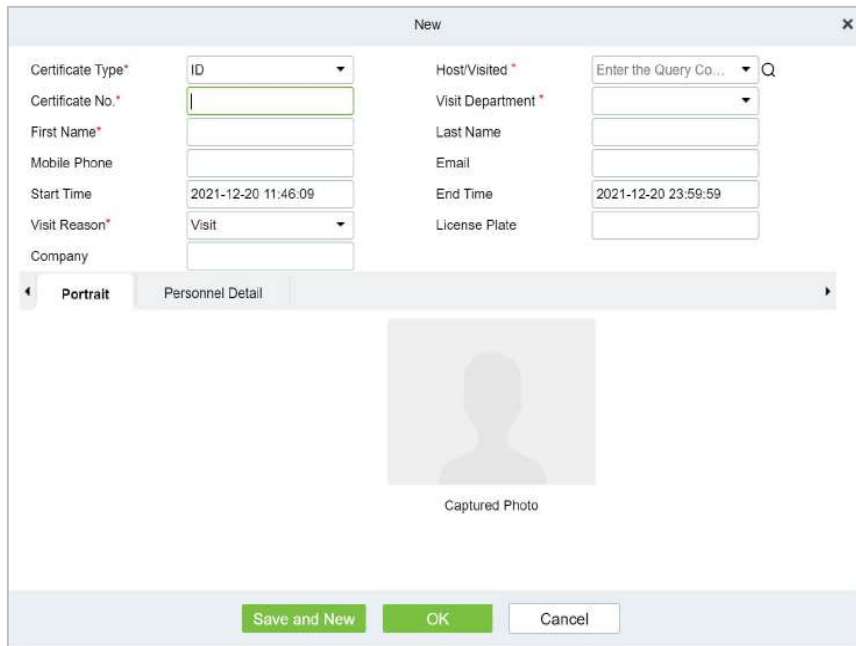 New
Certificate Type* ID Host/Visited * Enter the Query Co...
Certificate No.* Visit Department *
First Name* Last Name
Mobile Phone Email
Start Time 2021-12-20 11:46:09 End Time 2021-12-20 23:59:59
Visit Reason* Visit License Plate
Company
Portrait Personnel Detail
Captured Photo
Save and New OK Cancel